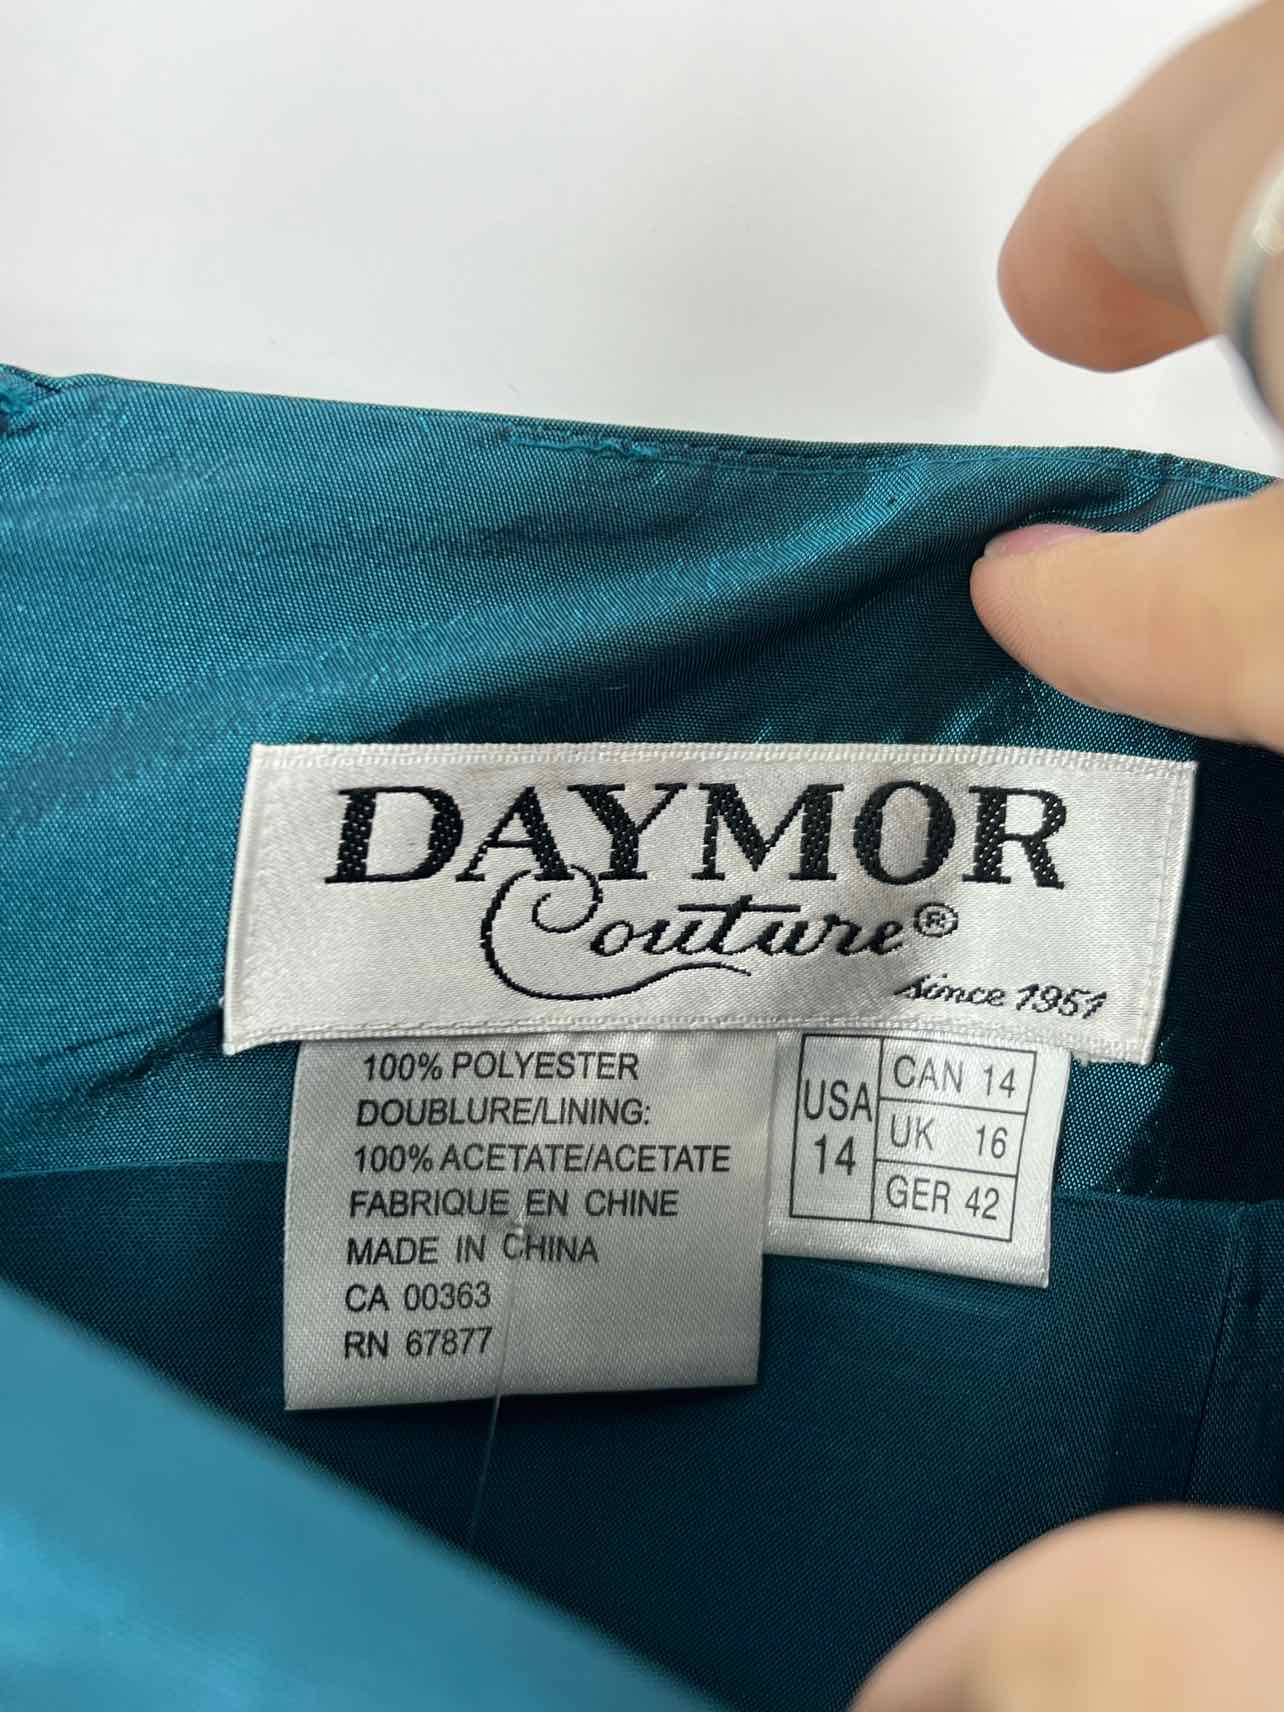 DAYMOR
Couture®
since 1951
100% POLYESTER
DOUBLURE/LINING:
100% ACETATE/ACETATE
FABRIQUE EN CHINE
MADE IN CHINA
CA 00363
RN 67877
USA
14
CAN 14
UK 16
GER 42